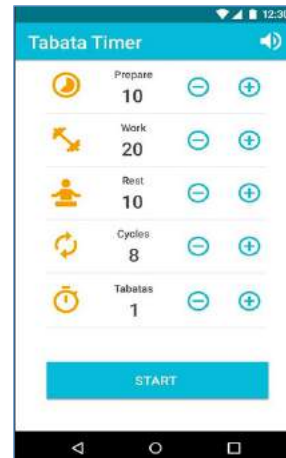 12:30
Tabata Timer
Prepare
10
Work
20
Rest
10
Cycles
8
Tabatas
1
START